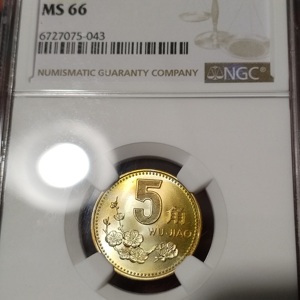 MS 66
6727075-043
NUMISMATIC GUARANTY COMPANY
NGC
5 角
WU JIAO